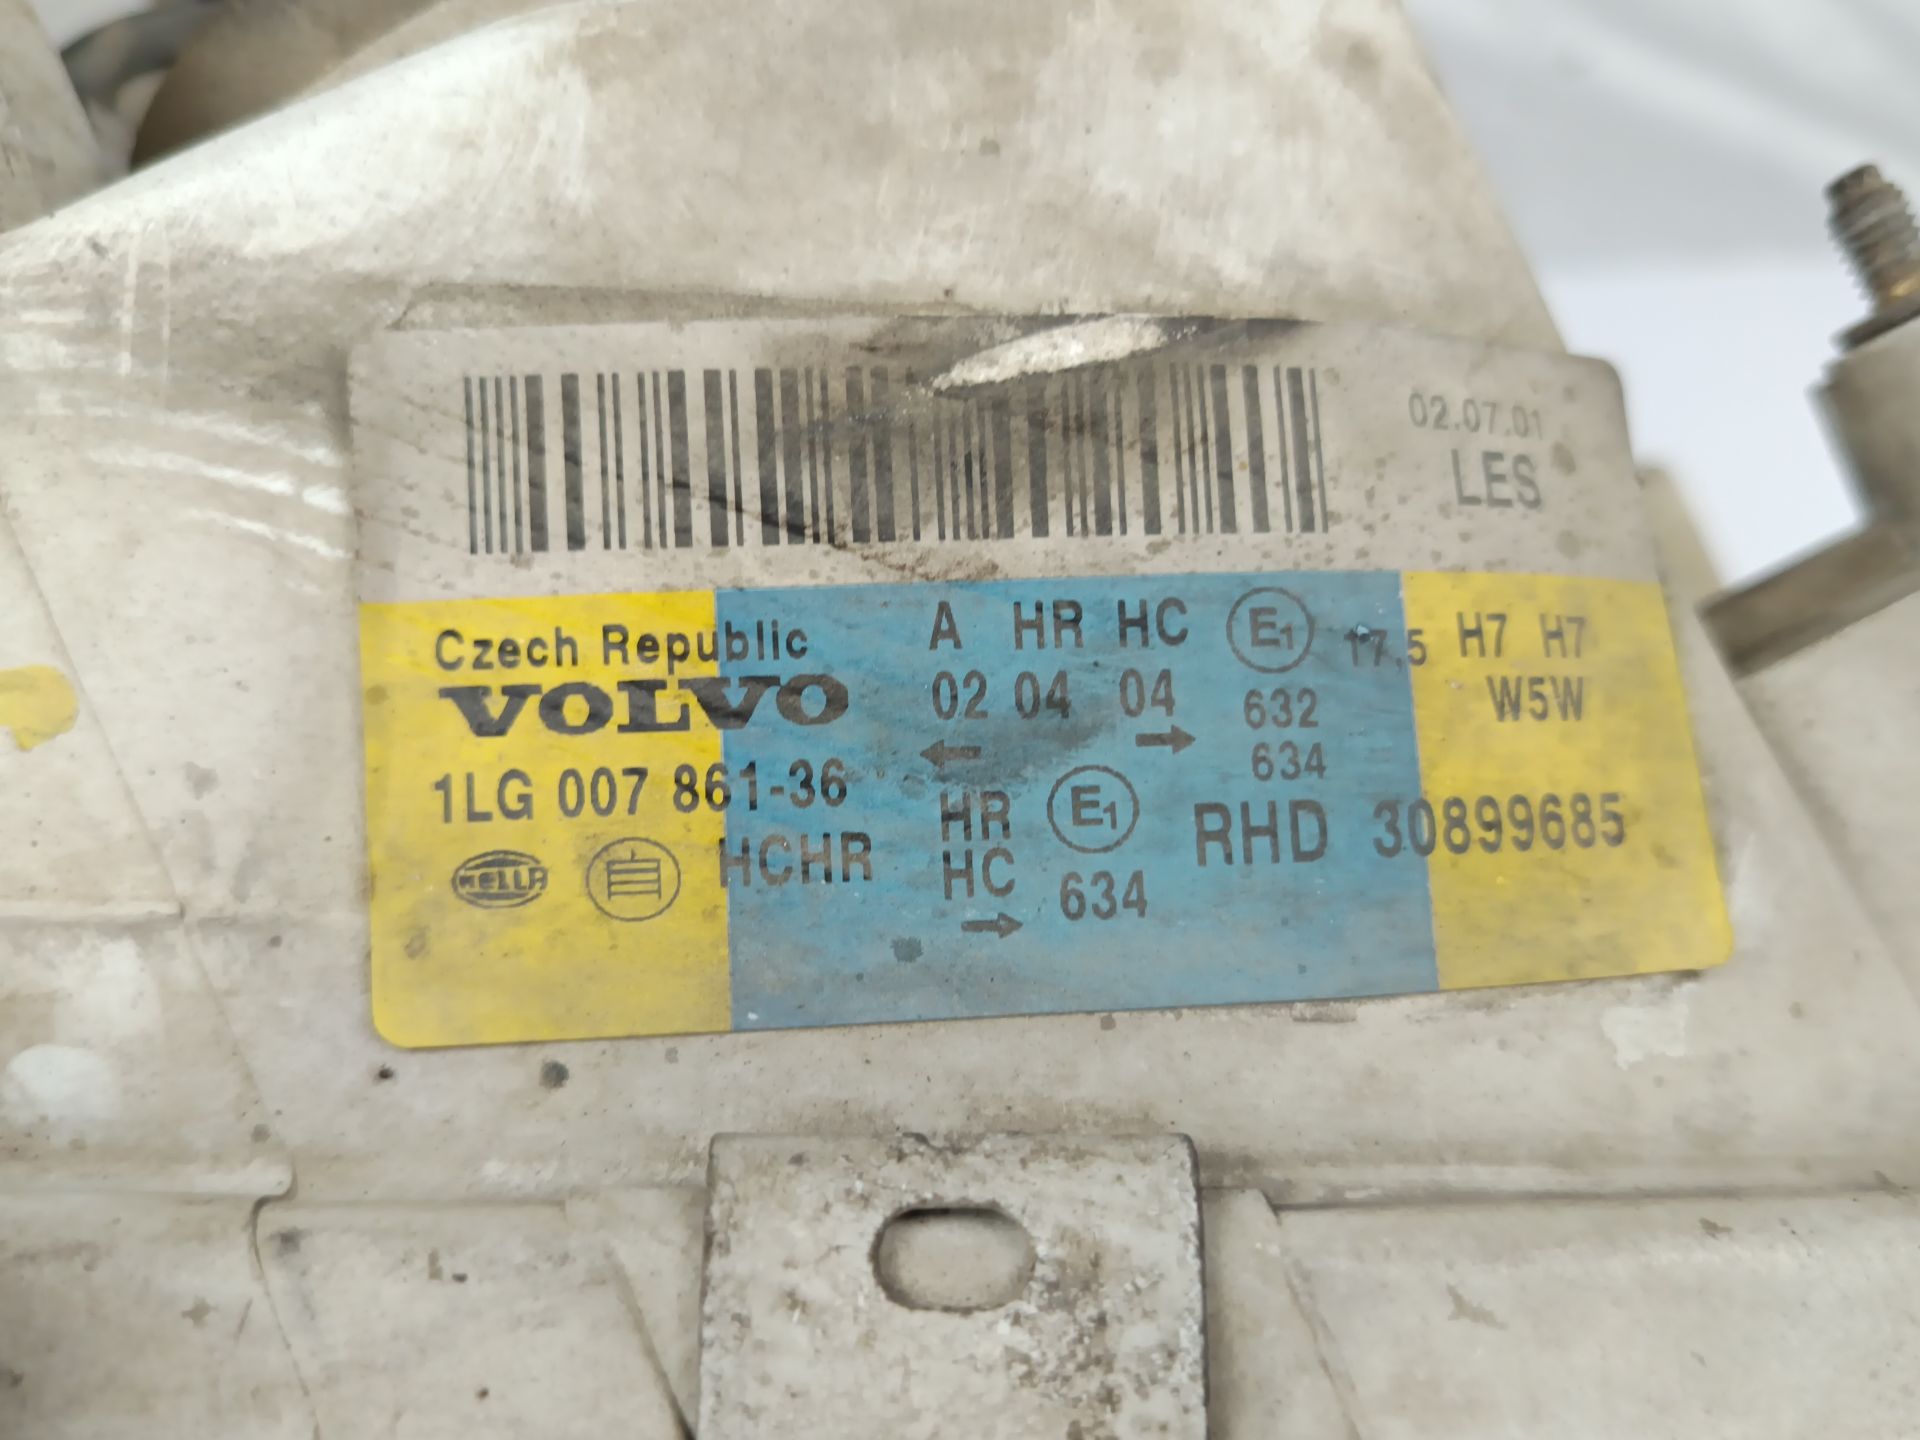 02.07.01
LES
Czech Republic
VOLVO
1LG 007 861-36
HELLA
HCHR
A HR HC E1 17,5
02 04 04 632
634
HR E1
HC 634
RHD 30899685
H7 H7
W5W